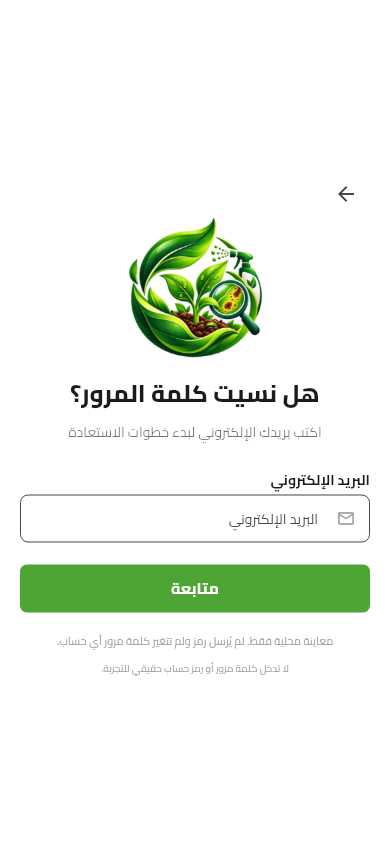 هل نسيت كلمة المرور؟
اكتب بريدك الإلكتروني لبدء خطوات الاستعادة
البريد الإلكتروني
البريد الإلكتروني
متابعة
معاينة محلية فقط. لم يُرسل رمز ولم تتغير كلمة مرور أي حساب.
لا تدخل كلمة مرور أو رمز حساب حقيقي للتجربة.